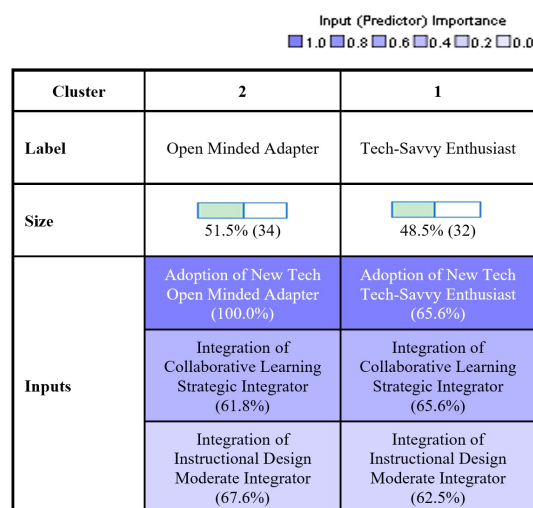 Input (Predictor) Importance
1.0 0.8 0.6 0.4 0.2 0.0
Cluster 2 1
Label Open Minded Adapter Tech-Savvy Enthusiast
Size 51.5% (34) 48.5% (32)
Inputs
Adoption of New Tech
Open Minded Adapter
(100.0%)
Adoption of New Tech
Tech-Savvy Enthusiast
(65.6%)
Integration of
Collaborative Learning
Strategic Integrator
(61.8%)
Integration of
Collaborative Learning
Strategic Integrator
(65.6%)
Integration of
Instructional Design
Moderate Integrator
(67.6%)
Integration of
Instructional Design
Moderate Integrator
(62.5%)